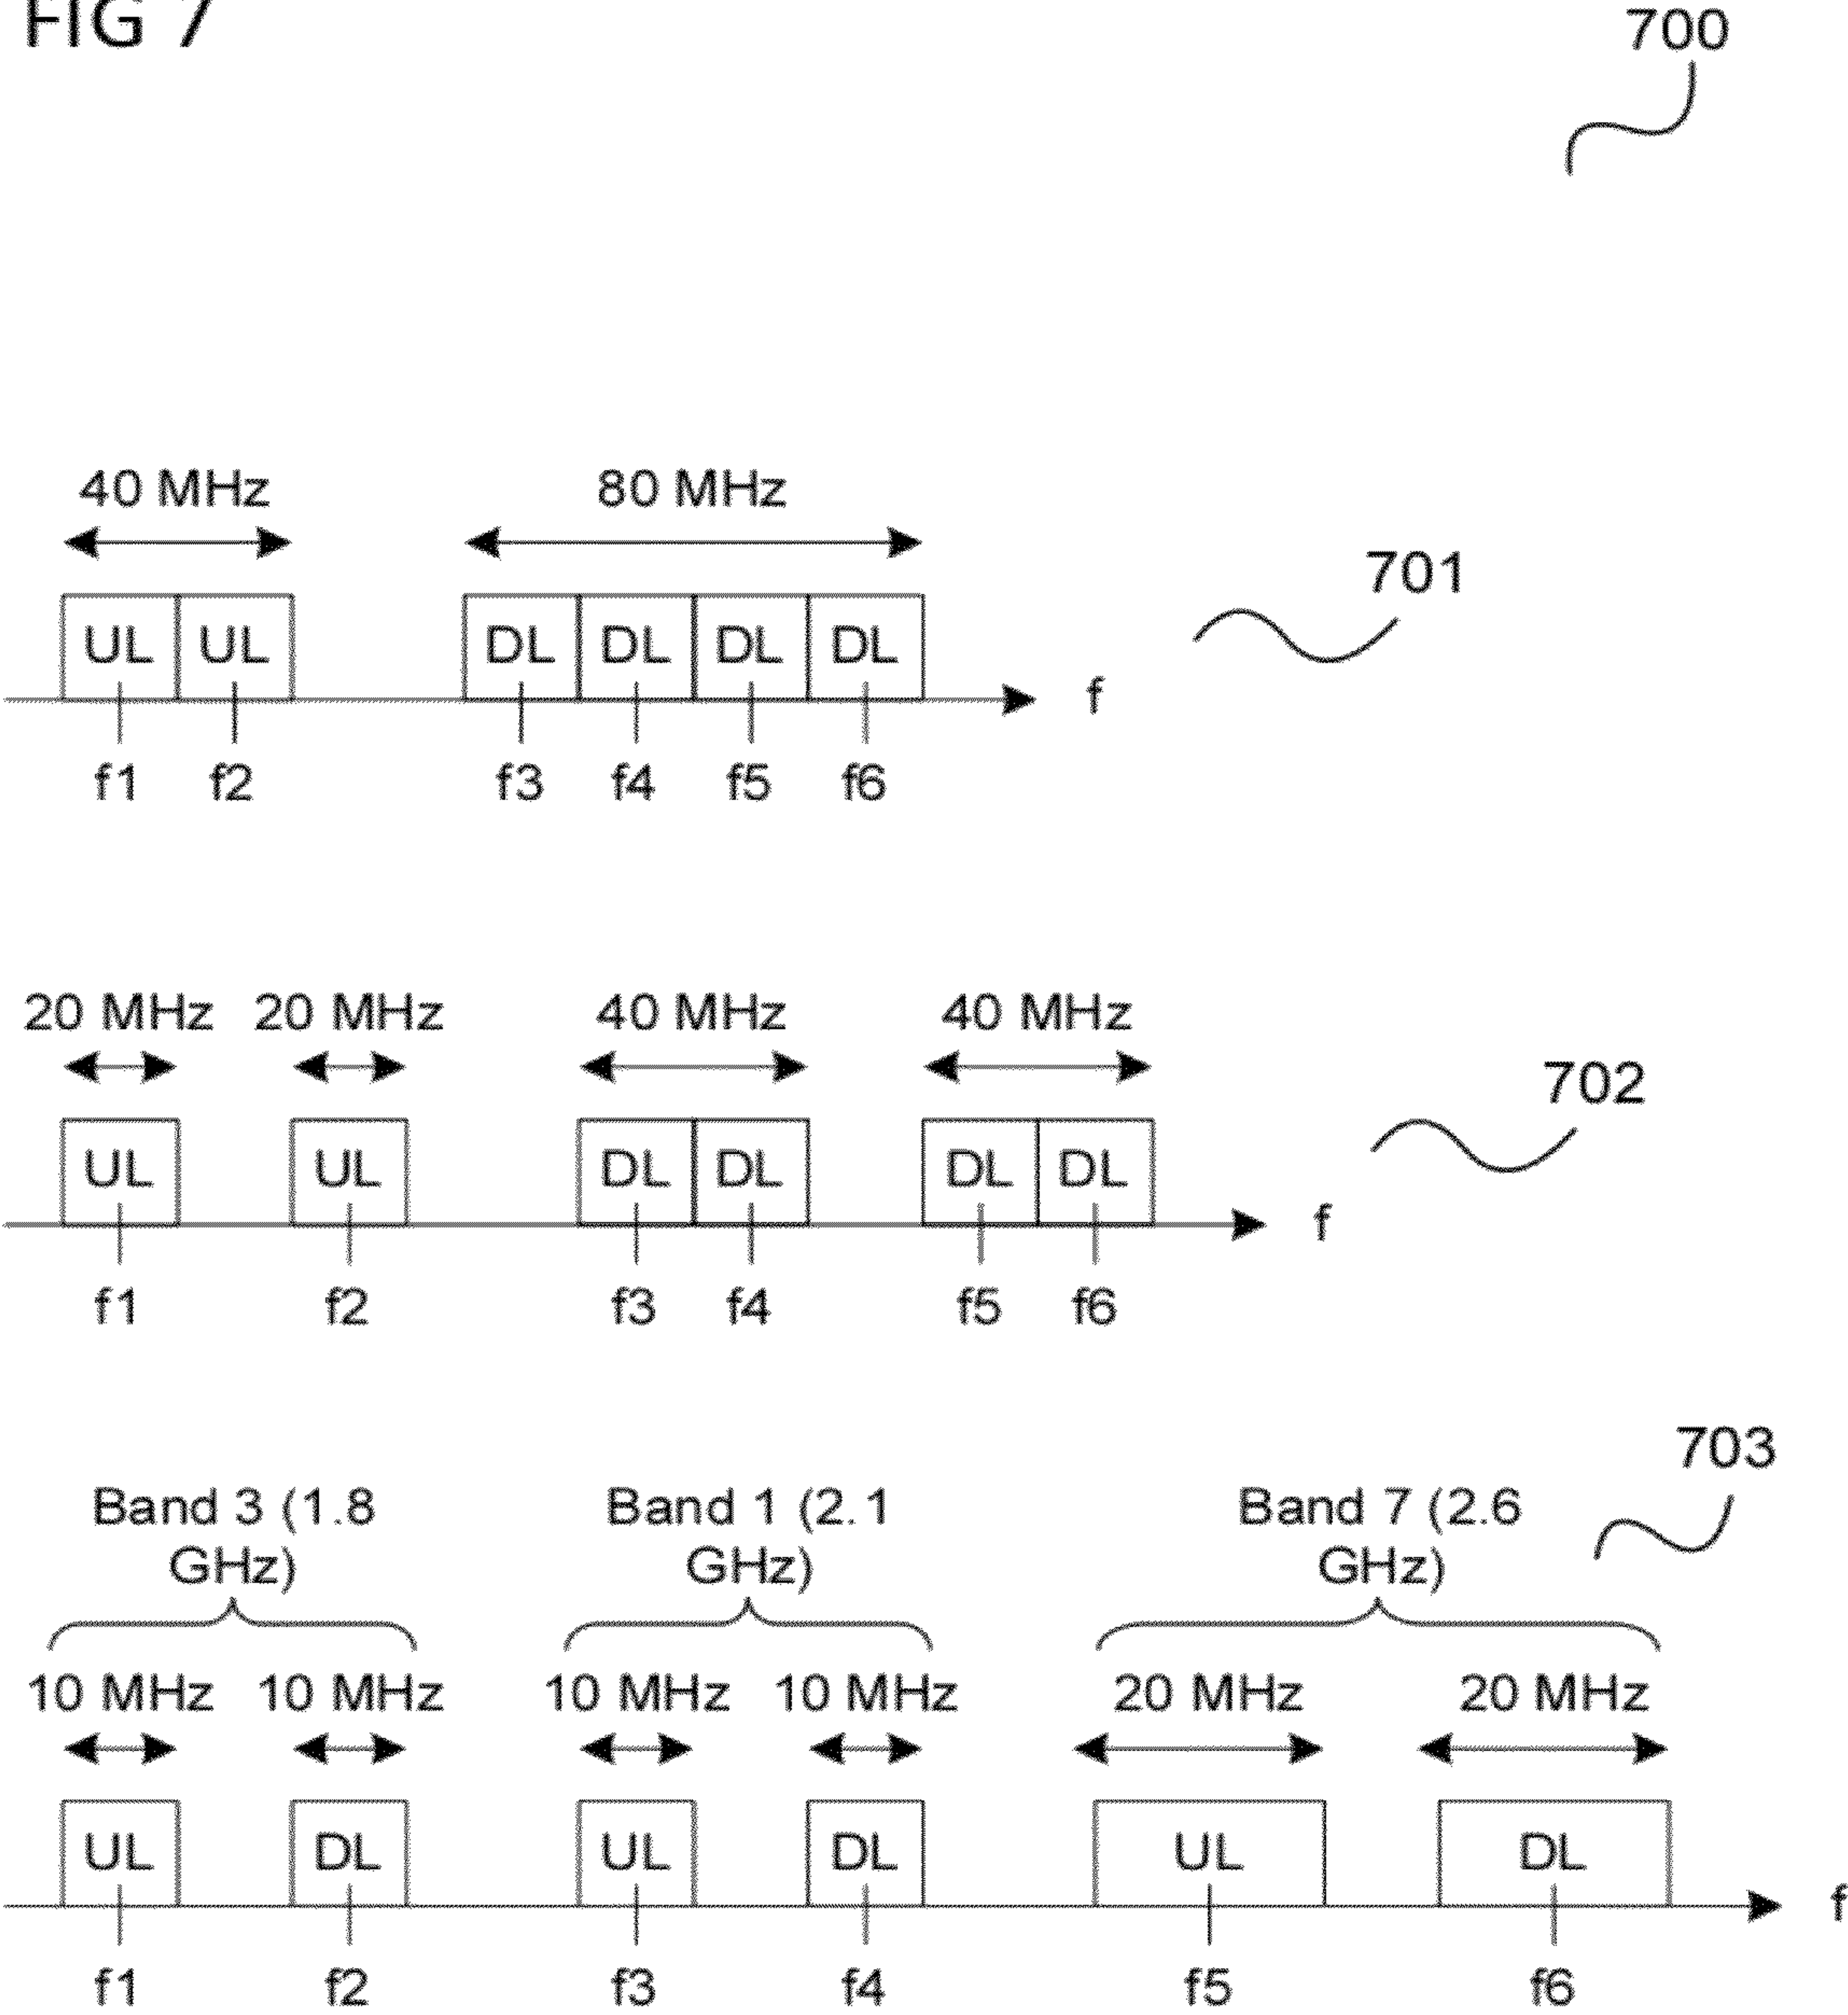 FIG 7
700
40 MHz 80 MHz
701
UL UL DL DL DL DL
f
f1 f2 f3 f4 f5 f6
20 MHz 20 MHz 40 MHz 40 MHz
702
UL UL DL DL DL DL
f
f1 f2 f3 f4 f5 f6
703
Band 3 (1.8 GHz)
Band 1 (2.1 GHz)
Band 7 (2.6 GHz)
10 MHz 10 MHz 10 MHz 10 MHz 20 MHz 20 MHz
UL DL UL DL UL DL
f
f1 f2 f3 f4 f5 f6